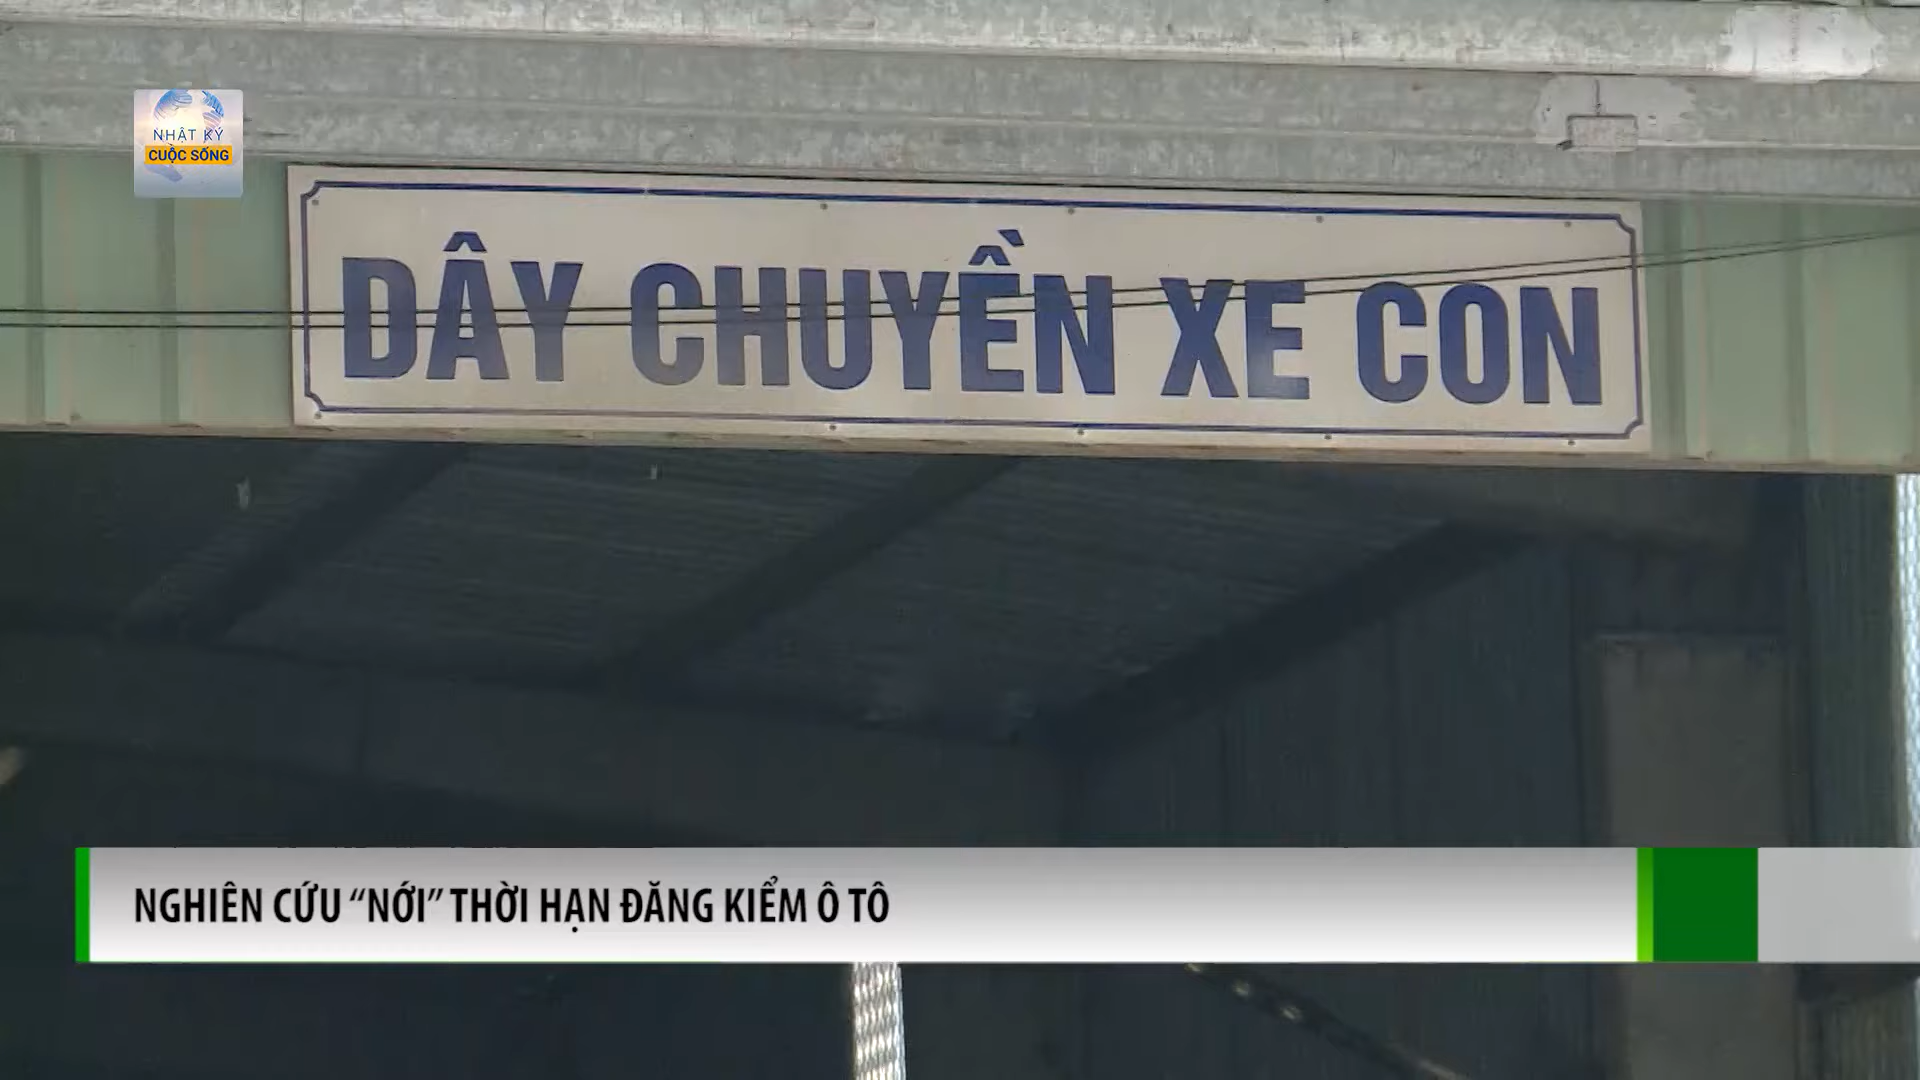 NHẬT KÝ
CUỘC SỐNG
DÂY CHUYỀN XE CON
NGHIÊN CỨU “NỚI” THỜI HẠN ĐĂNG KIỂM Ô TÔ